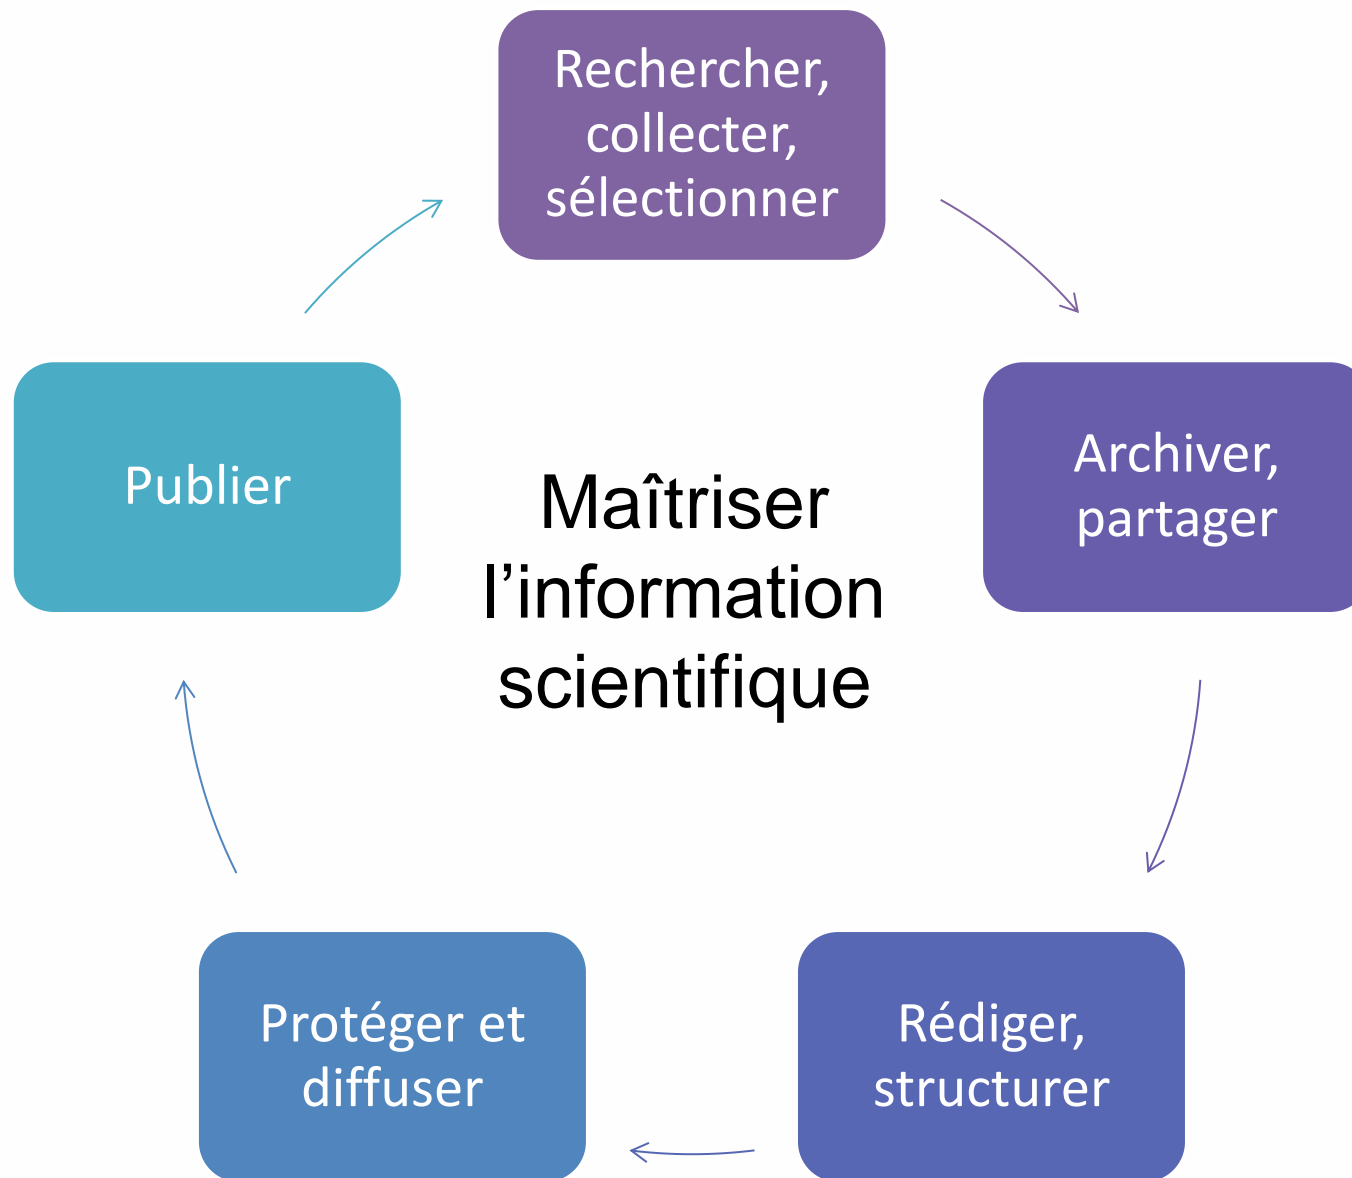 Rechercher,
collecter,
sélectionner
Archiver,
partager
Rédiger,
structurer
Protéger et
diffuser
Publier
Maîtriser
l’information
scientifique